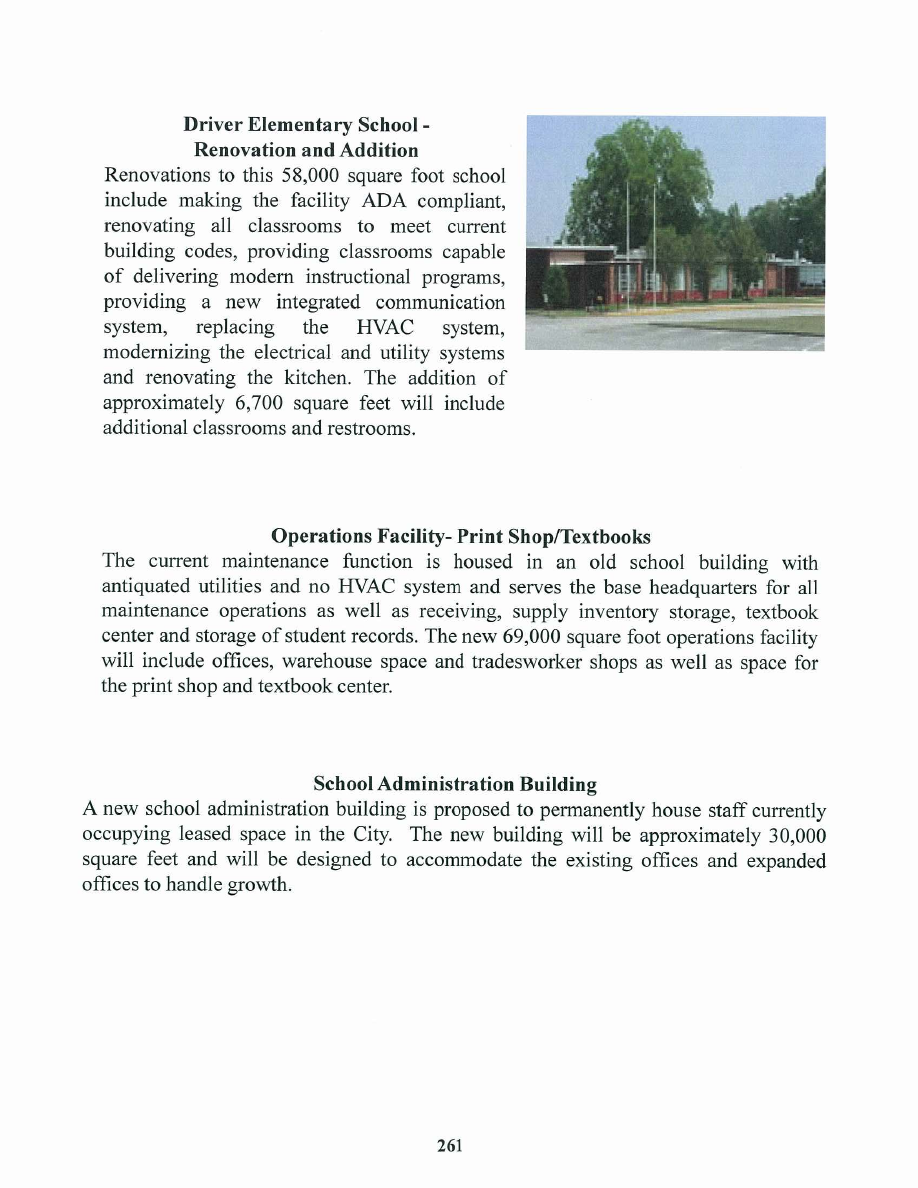 Driver Elementary School -
Renovation and Addition
Renovations to this 58,000 square foot school
include making the facility ADA compliant,
renovating all classrooms to meet current
building codes, providing classrooms capable
of delivering modern instructional programs,
providing a new integrated communication
system, replacing the HVAC system,
modernizing the electrical and utility systems
and renovating the kitchen. The addition of
approximately 6,700 square feet will include
additional classrooms and restrooms.
Operations Facility- Print Shop/Textbooks
The current maintenance function is housed in an old school building with
antiquated utilities and no HVAC system and serves the base headquarters for all
maintenance operations as well as receiving, supply inventory storage, textbook
center and storage of student records. The new 69,000 square foot operations facility
will include offices, warehouse space and tradesworker shops as well as space for
the print shop and textbook center.
School Administration Building
A new school administration building is proposed to permanently house staff currently
occupying leased space in the City. The new building will be approximately 30,000
square feet and will be designed to accommodate the existing offices and expanded
offices to handle growth.
261